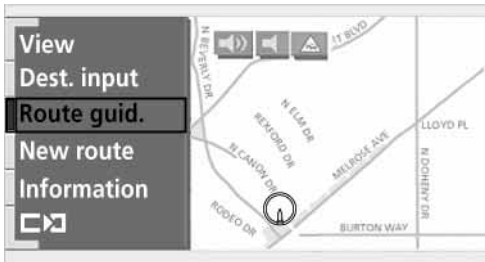 View
Dest. input
Route guid.
New route
Information
N BEVERLY DR
T BLVD
N ELM DR
REXFORD DR
N CANON DR
RODEO DR
MELROSE AVE
LLOYD PL
N DOHENY DR
BURTON WAY